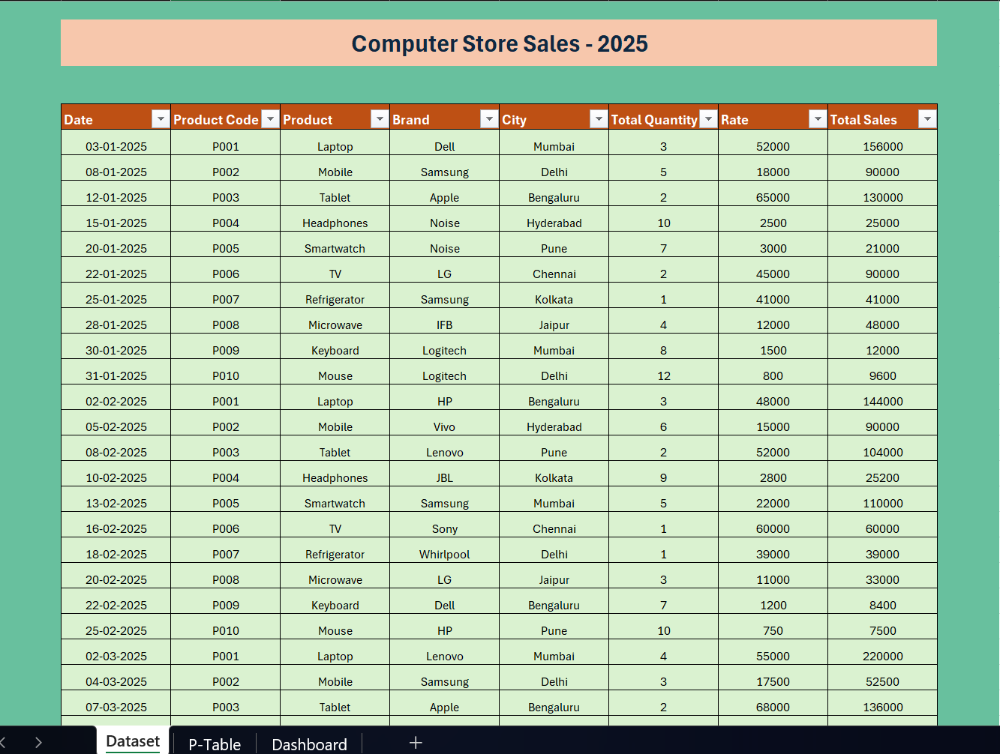 Computer Store Sales - 2025
Date Product Code Product Brand City Total Quantity Rate Total Sales
03-01-2025 P001 Laptop Dell Mumbai 3 52000 156000
08-01-2025 P002 Mobile Samsung Delhi 5 18000 90000
12-01-2025 P003 Tablet Apple Bengaluru 2 65000 130000
15-01-2025 P004 Headphones Noise Hyderabad 10 2500 25000
20-01-2025 P005 Smartwatch Noise Pune 7 3000 21000
22-01-2025 P006 TV LG Chennai 2 45000 90000
25-01-2025 P007 Refrigerator Samsung Kolkata 1 41000 41000
28-01-2025 P008 Microwave IFB Jaipur 4 12000 48000
30-01-2025 P009 Keyboard Logitech Mumbai 8 1500 12000
31-01-2025 P010 Mouse Logitech Delhi 12 800 9600
02-02-2025 P001 Laptop HP Bengaluru 3 48000 144000
05-02-2025 P002 Mobile Vivo Hyderabad 6 15000 90000
08-02-2025 P003 Tablet Lenovo Pune 2 52000 104000
10-02-2025 P004 Headphones JBL Kolkata 9 2800 25200
13-02-2025 P005 Smartwatch Samsung Mumbai 5 22000 110000
16-02-2025 P006 TV Sony Chennai 1 60000 60000
18-02-2025 P007 Refrigerator Whirlpool Delhi 1 39000 39000
20-02-2025 P008 Microwave LG Jaipur 3 11000 33000
22-02-2025 P009 Keyboard Dell Bengaluru 7 1200 8400
25-02-2025 P010 Mouse HP Pune 10 750 7500
02-03-2025 P001 Laptop Lenovo Mumbai 4 55000 220000
04-03-2025 P002 Mobile Samsung Delhi 3 17500 52500
07-03-2025 P003 Tablet Apple Bengaluru 2 68000 136000
Dataset P-Table Dashboard